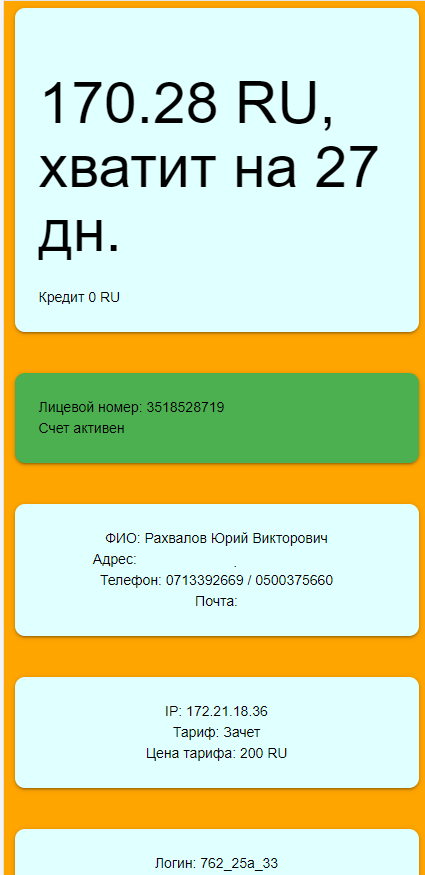 170.28 RU,
хватит на 27
дн.
Кредит 0 RU
Лицевой номер: 3518528719
Счет активен
ФИО: Рахвалов Юрий Викторович
Адрес: .
Телефон: 0713392669 / 0500375660
Почта:
IP: 172.21.18.36
Тариф: Зачет
Цена тарифа: 200 RU
Логин: 762_25a_33